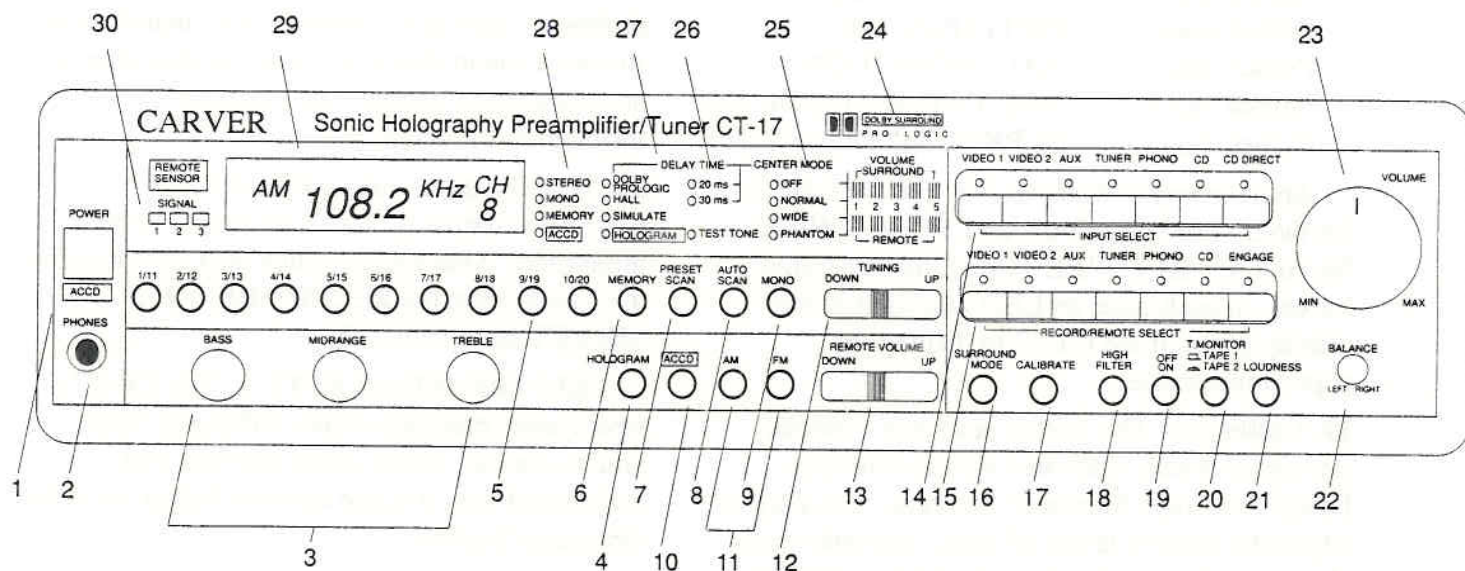 30 29 28 27 26 25 24 23
CARVER Sonic Holography Preamplifier/Tuner CT-17
DOLBY SURROUND
PRO LOGIC
REMOTE
SENSOR
SIGNAL
1 2 3
AM 108.2 KHz CH
8
STEREO
MONO
MEMORY
ACCD
DELAY TIME
DOLBY
PROLOGIC
HALL
SIMULATE
HOLOGRAM
20 ms
30 ms
TEST TONE
CENTER MODE
OFF
NORMAL
WIDE
PHANTOM
VOLUME
SURROUND
1 2 3 4 5
REMOTE
VIDEO 1 VIDEO 2 AUX TUNER PHONO CD CD DIRECT
INPUT SELECT
VIDEO 1 VIDEO 2 AUX TUNER PHONO CD ENGAGE
RECORD/REMOTE SELECT
VOLUME
MIN MAX
POWER
ACCD
PHONES
1/11 2/12 3/13 4/14 5/15 6/16 7/17 8/18 9/19 10/20 MEMORY
PRESET
SCAN
AUTO
SCAN
MONO
TUNING
DOWN UP
BASS MIDRANGE TREBLE
HOLOGRAM ACCD AM FM
REMOTE VOLUME
DOWN UP
SURROUND
MODE
CALIBRATE
HIGH
FILTER
OFF
ON
T.MONITOR
TAPE 1
TAPE 2
LOUDNESS
BALANCE
LEFT RIGHT
1 2 5 6 7 8 9 13 14 15 16 17 18 19 20 21 22
3 4 10 11 12